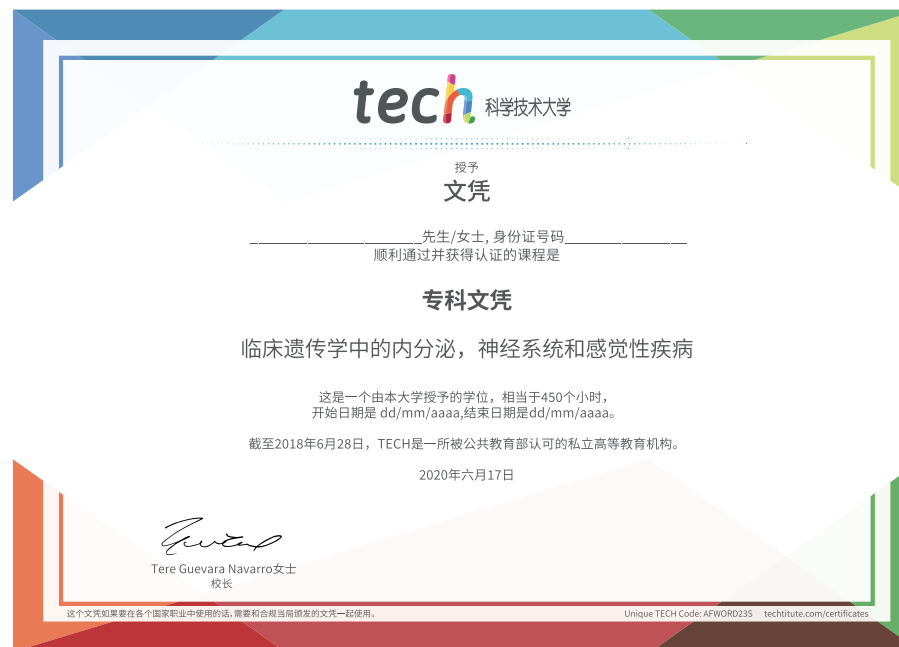 tech 科学技术大学
授予
文凭
______________________先生/女士, 身份证号码________________
顺利通过并获得认证的课程是
专科文凭
临床遗传学中的内分泌，神经系统和感觉性疾病
这是一个由本大学授予的学位，相当于450个小时，
开始日期是 dd/mm/aaaa,结束日期是dd/mm/aaaa。
截至2018年6月28日，TECH是一所被公共教育部认可的私立高等教育机构。
2020年六月17日
Tere Guevara Navarro女士
校长
这个文凭如果要在各个国家职业中使用的话,需要和合规当局颁发的文凭一起使用。
Unique TECH Code: AFWORD23S techtitute.com/certificates